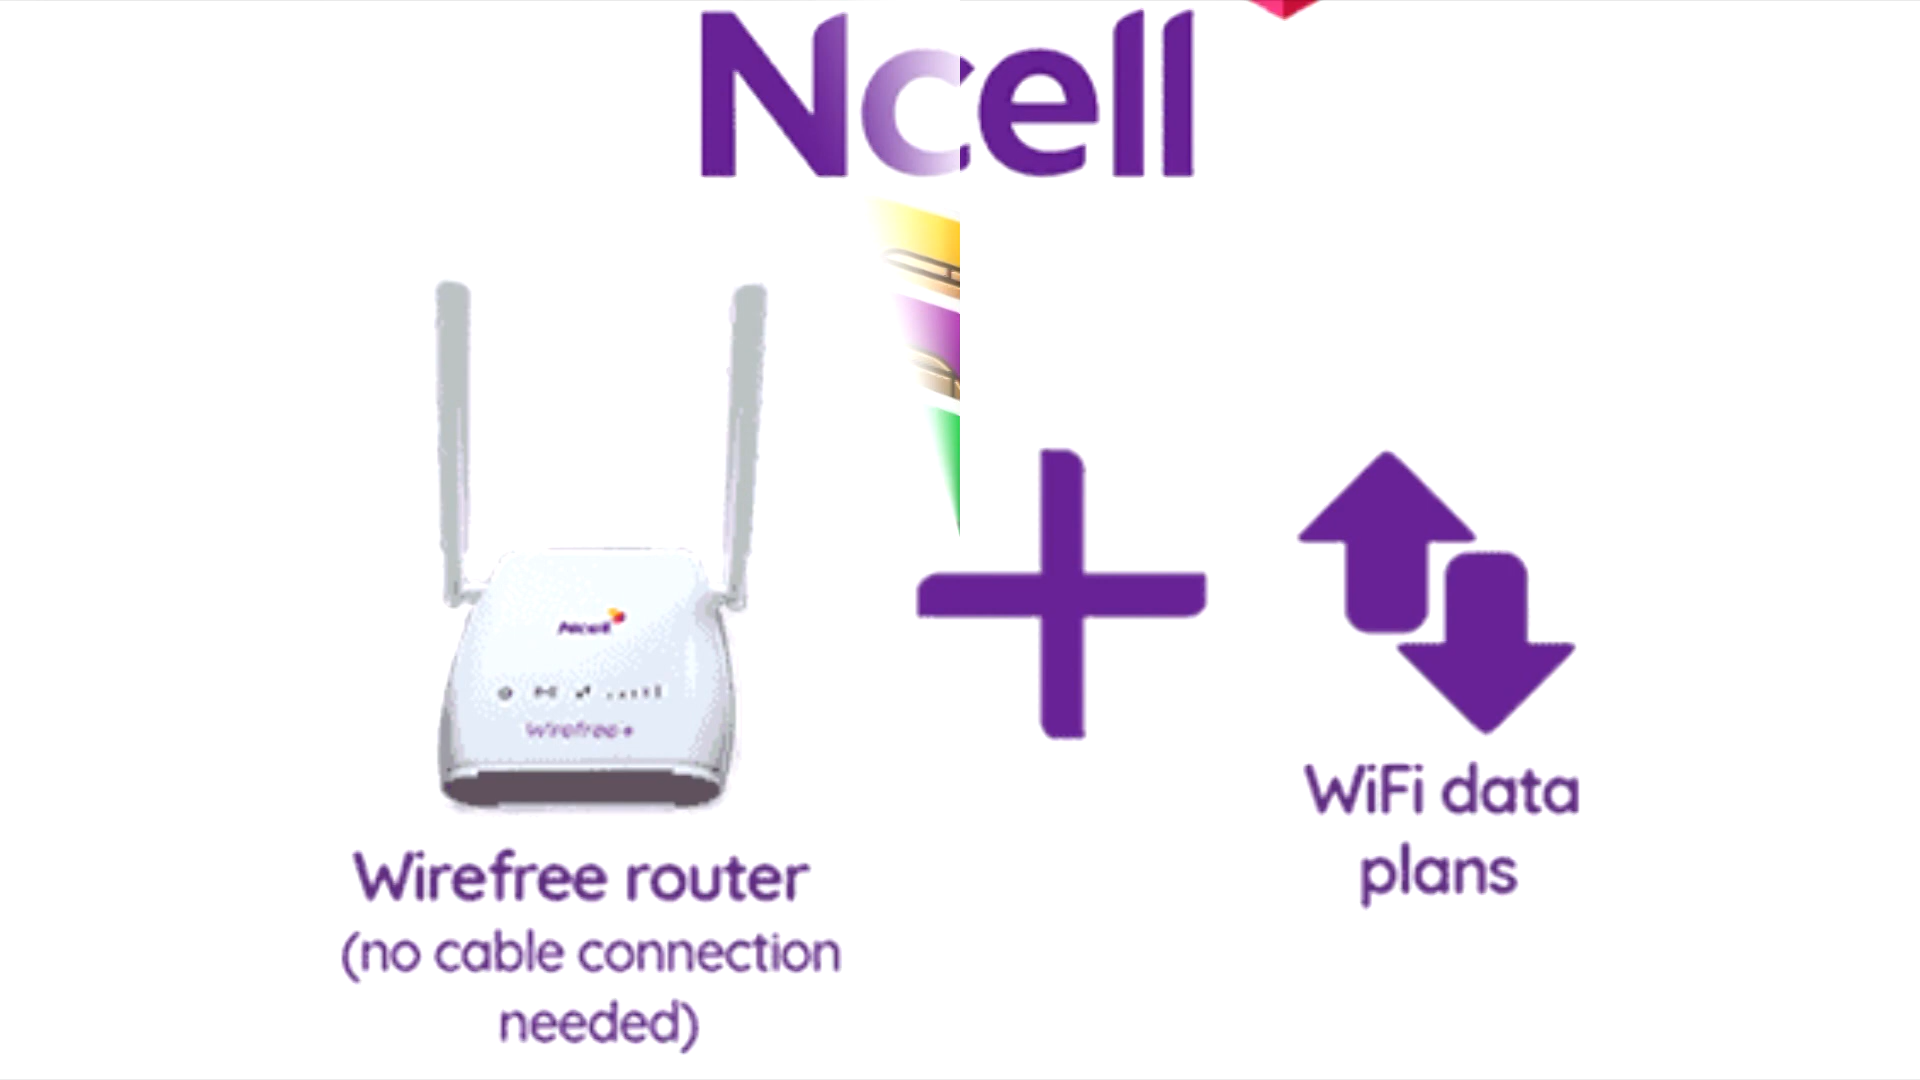 Ncell
Ncell
Wirefree+
Wirefree router
(no cable connection
needed)
WiFi data
plans